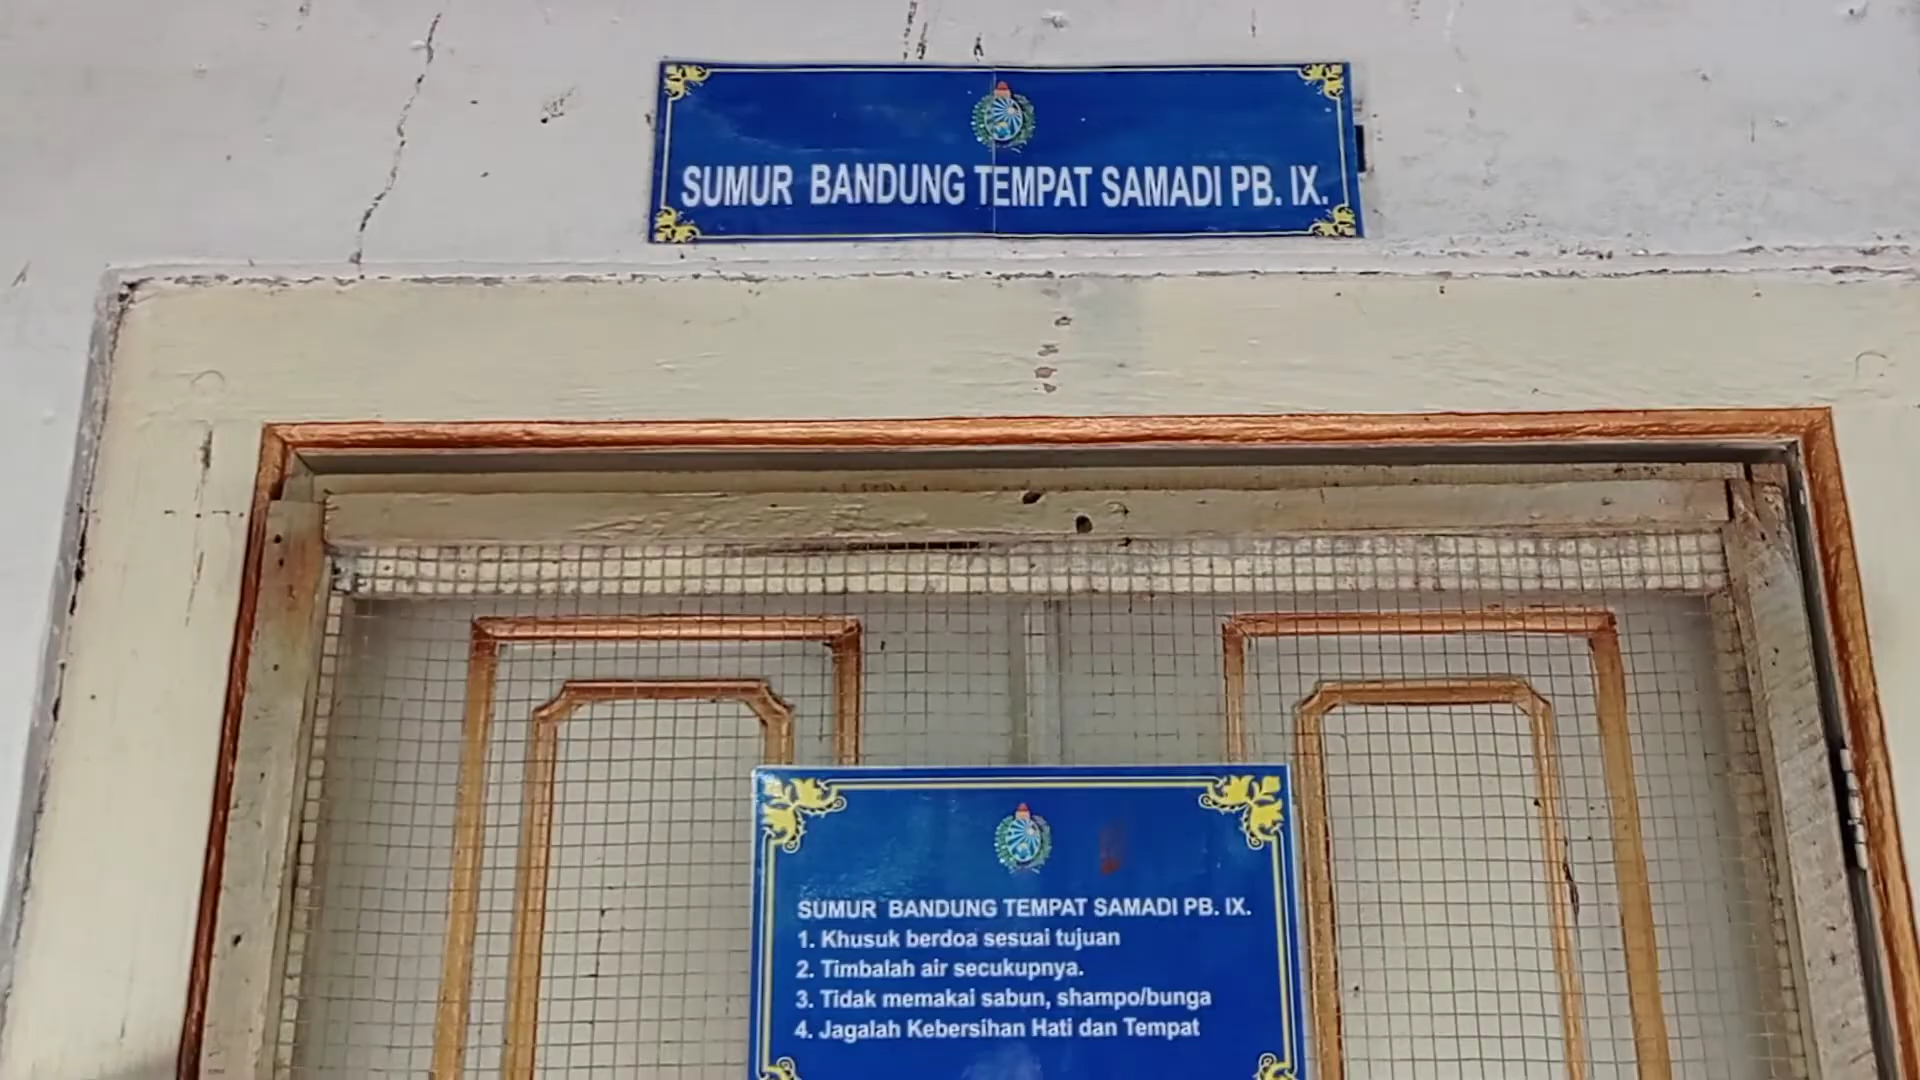 SUMUR BANDUNG TEMPAT SAMADI PB. IX.
SUMUR BANDUNG TEMPAT SAMADI PB. IX.
1. Khusuk berdoa sesuai tujuan
2. Timbalah air secukupnya.
3. Tidak memakai sabun, shampo/bunga
4. Jagalah Kebersihan Hati dan Tempat